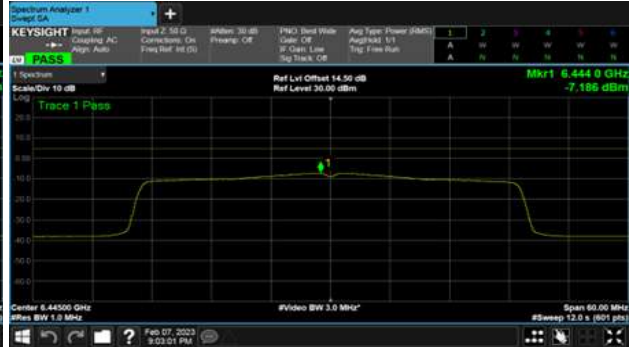 Spectrum Analyzer 1
Swept SA
+
KEYSIGHT Input: RF
Coupling: AC
Align: Auto
Input Z: 50 Ω
Corrections: On
Freq Ref: Int (S)
#Atten: 30 dB
Preamp: Off
PNO: Best Wide
Gate: Off
IF Gain: Low
Sig Track: Off
Avg Type: Power (RMS)
Avg|Hold: 1/1
Trig: Free Run
1 2 3 4 5 6
A W W W W W
A N N N N N
LW PASS
1 Spectrum
Scale/Div 10 dB
Ref Lvl Offset 14.50 dB
Ref Level 30.00 dBm
Mkr1 6.444 0 GHz
-7.186 dBm
Log
Trace 1 Pass
20.0
10.0
0.00
-10.0
-20.0
-30.0
-40.0
-50.0
-60.0
1
Center 6.44500 GHz
#Res BW 1.0 MHz
#Video BW 3.0 MHz*
Span 60.00 MHz
#Sweep 12.0 s (601 pts)
?
Feb 07, 2023
9:03:01 PM